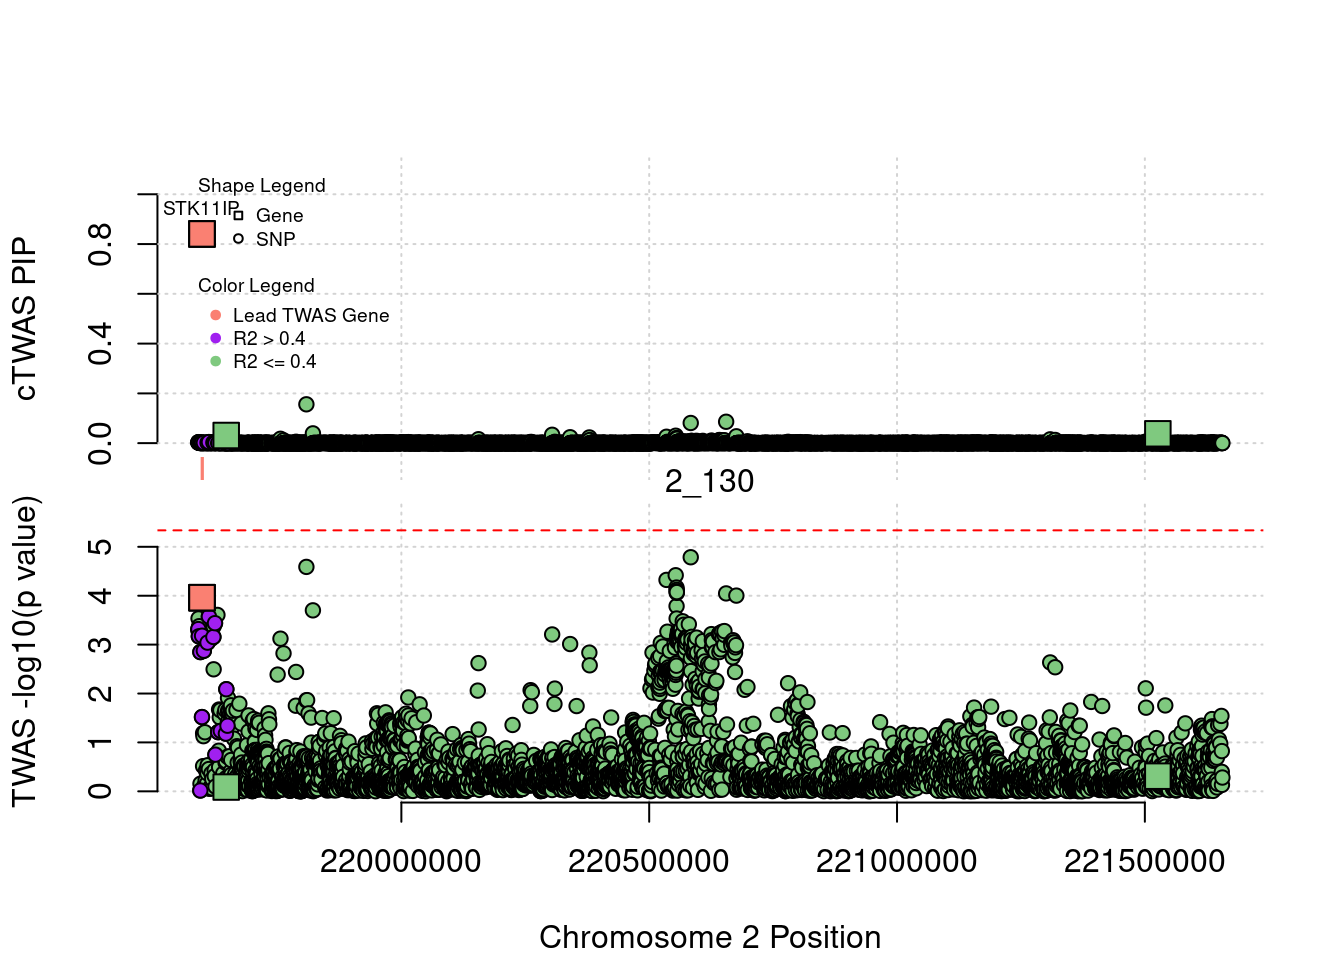 Shape Legend
STK11IP
Gene
SNP
Color Legend
Lead TWAS Gene
R2 > 0.4
R2 <= 0.4
cTWAS PIP
0.8
0.4
0.0
2_130
TWAS -log10(p value)
5
4
3
2
1
0
220000000 220500000 221000000 221500000
Chromosome 2 Position